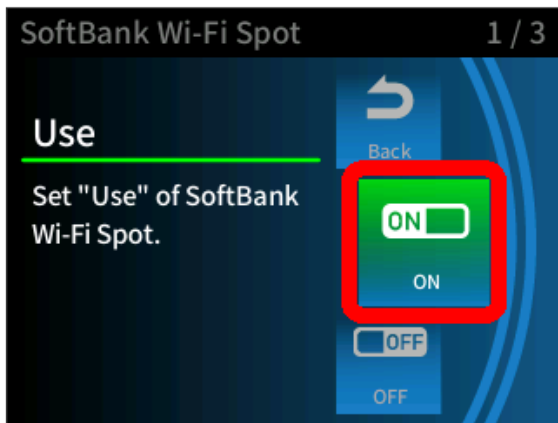 SoftBank Wi-Fi Spot 1 / 3
Back
Use
Set "Use" of SoftBank
Wi-Fi Spot.
ON
ON
OFF
OFF